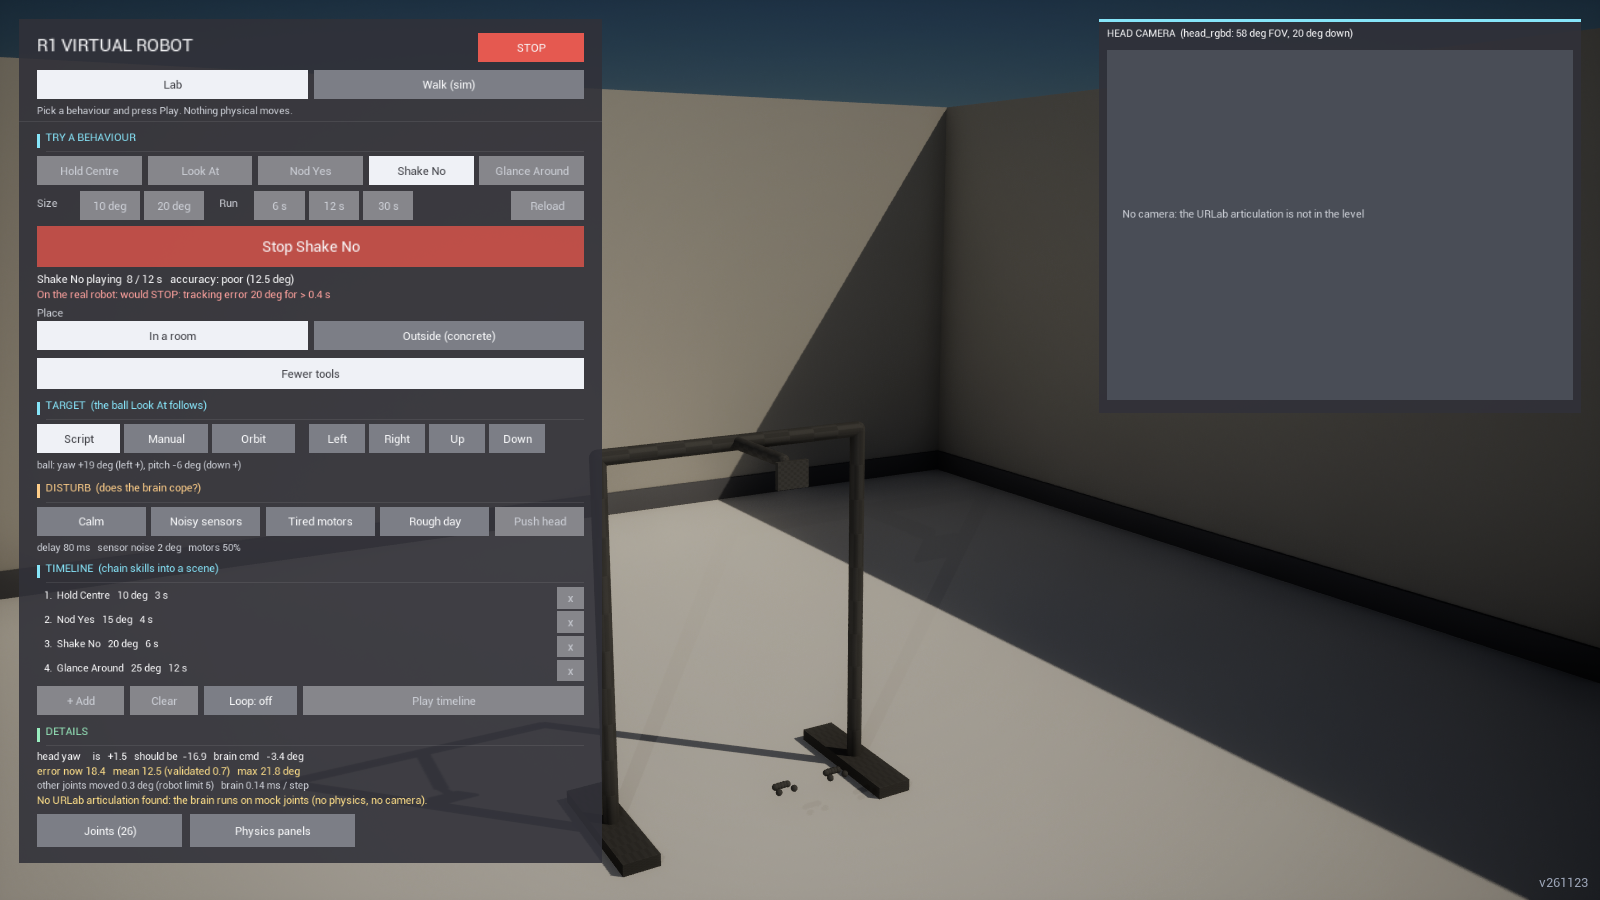 R1 VIRTUAL ROBOT
STOP
Lab
Walk (sim)
Pick a behaviour and press Play. Nothing physical moves.
TRY A BEHAVIOUR
Hold Centre
Look At
Nod Yes
Shake No
Glance Around
Size
10 deg
20 deg
Run
6 s
12 s
30 s
Reload
Stop Shake No
Shake No playing 8 / 12 s accuracy: poor (12.5 deg)
On the real robot: would STOP: tracking error 20 deg for > 0.4 s
Place
In a room
Outside (concrete)
Fewer tools
TARGET (the ball Look At follows)
Script
Manual
Orbit
Left
Right
Up
Down
ball: yaw +19 deg (left +), pitch -6 deg (down +)
DISTURB (does the brain cope?)
Calm
Noisy sensors
Tired motors
Rough day
Push head
delay 80 ms sensor noise 2 deg motors 50%
TIMELINE (chain skills into a scene)
1. Hold Centre 10 deg 3 s
x
2. Nod Yes 15 deg 4 s
x
3. Shake No 20 deg 6 s
x
4. Glance Around 25 deg 12 s
x
+ Add
Clear
Loop: off
Play timeline
DETAILS
head yaw is +1.5 should be -16.9 brain cmd -3.4 deg
error now 18.4 mean 12.5 (validated 0.7) max 21.8 deg
other joints moved 0.3 deg (robot limit 5) brain 0.14 ms / step
No URLab articulation found: the brain runs on mock joints (no physics, no camera).
Joints (26)
Physics panels
HEAD CAMERA (head_rgbd: 58 deg FOV, 20 deg down)
No camera: the URLab articulation is not in the level
v261123